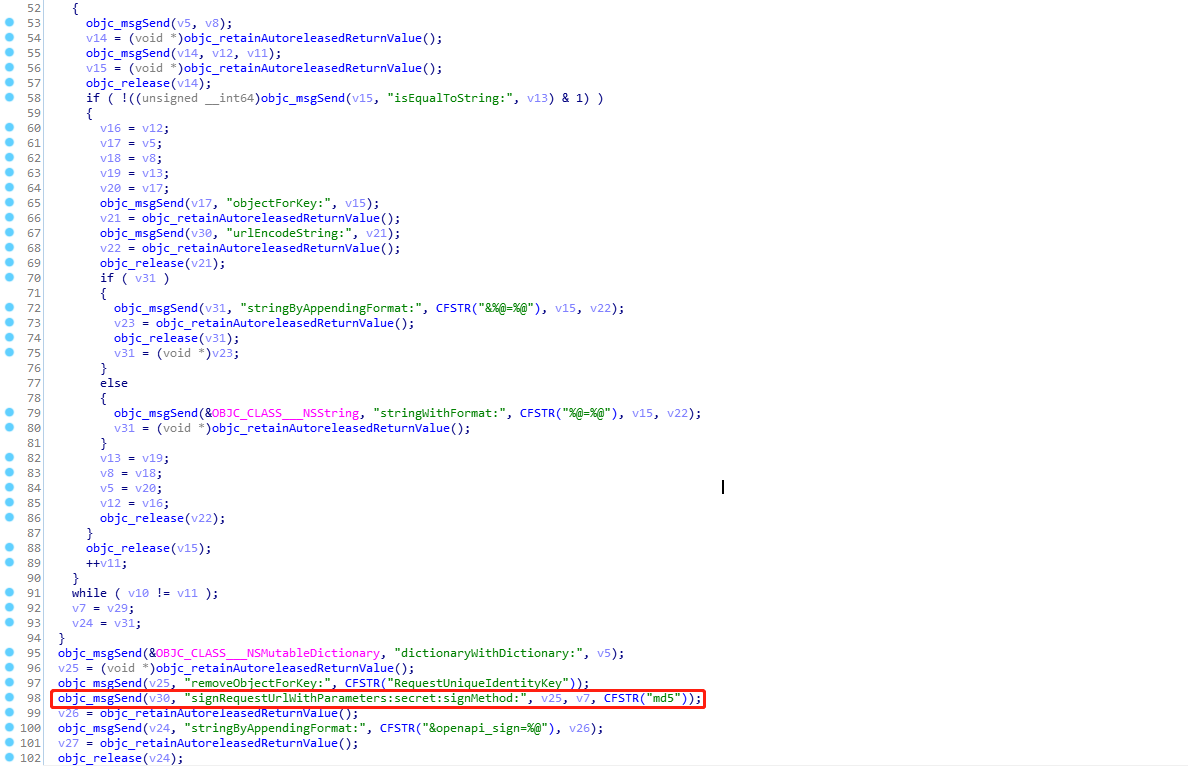 52 {
53 objc_msgSend(v5, v8);
54 v14 = (void *)objc_retainAutoreleasedReturnValue();
55 objc_msgSend(v14, v12, v11);
56 v15 = (void *)objc_retainAutoreleasedReturnValue();
57 objc_release(v14);
58 if ( !((unsigned __int64)objc_msgSend(v15, "isEqualToString:", v13) & 1) )
59 {
60 v16 = v12;
61 v17 = v5;
62 v18 = v8;
63 v19 = v13;
64 v20 = v17;
65 objc_msgSend(v17, "objectForKey:", v15);
66 v21 = objc_retainAutoreleasedReturnValue();
67 objc_msgSend(v30, "urlEncodeString:", v21);
68 v22 = objc_retainAutoreleasedReturnValue();
69 objc_release(v21);
70 if ( v31 )
71 {
72 objc_msgSend(v31, "stringByAppendingFormat:", CFSTR("&%@=%@"), v15, v22);
73 v23 = objc_retainAutoreleasedReturnValue();
74 objc_release(v31);
75 v31 = (void *)v23;
76 }
77 else
78 {
79 objc_msgSend(&OBJC_CLASS___NSString, "stringWithFormat:", CFSTR("%@=%@"), v15, v22);
80 v31 = (void *)objc_retainAutoreleasedReturnValue();
81 }
82 v13 = v19;
83 v8 = v18;
84 v5 = v20;
85 v12 = v16;
86 objc_release(v22);
87 }
88 objc_release(v15);
89 ++v11;
90 }
91 while ( v10 != v11 );
92 v7 = v29;
93 v24 = v31;
94 }
95 objc_msgSend(&OBJC_CLASS___NSMutableDictionary, "dictionaryWithDictionary:", v5);
96 v25 = (void *)objc_retainAutoreleasedReturnValue();
97 objc_msgSend(v25, "removeObjectForKey:", CFSTR("RequestUniqueIdentityKey"));
98 objc_msgSend(v30, "signRequestUrlWithParameters:secret:signMethod:", v25, v7, CFSTR("md5"));
99 v26 = objc_retainAutoreleasedReturnValue();
100 objc_msgSend(v24, "stringByAppendingFormat:", CFSTR("&openapi_sign=%@"), v26);
101 v27 = objc_retainAutoreleasedReturnValue();
102 objc_release(v24);